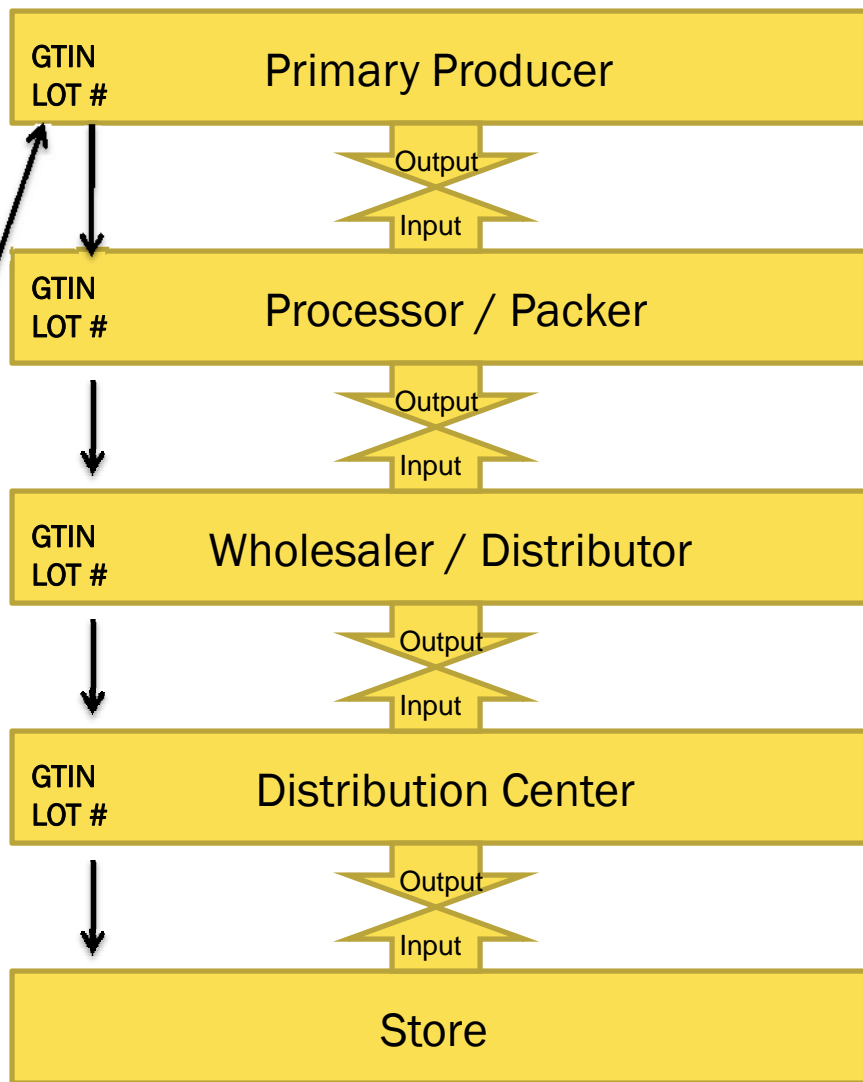 GTIN
LOT #
Primary Producer
Output
Input
GTIN
LOT #
Processor / Packer
Output
Input
GTIN
LOT #
Wholesaler / Distributor
Output
Input
GTIN
LOT #
Distribution Center
Output
Input
Store